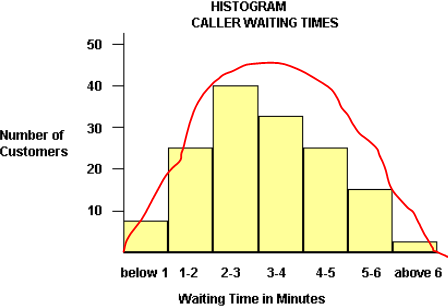 HISTOGRAM
CALLER WAITING TIMES
50
40
30
20
10
Number of
Customers
below 1 1-2 2-3 3-4 4-5 5-6 above 6
Waiting Time in Minutes